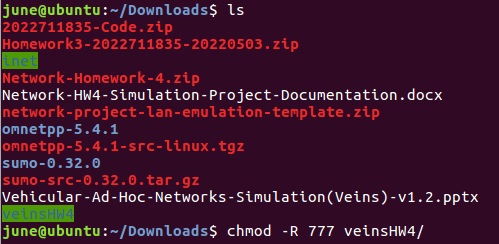 june@ubuntu:~/Downloads$ ls
2022711835-Code.zip
Homework3-2022711835-20220503.zip
inet
Network-Homework-4.zip
Network-HW4-Simulation-Project-Documentation.docx
network-project-lan-emulation-template.zip
omnetpp-5.4.1
omnetpp-5.4.1-src-linux.tgz
sumo-0.32.0
sumo-src-0.32.0.tar.gz
Vehicular-Ad-Hoc-Networks-Simulation(Veins)-v1.2.pptx
veinsHW4
june@ubuntu:~/Downloads$ chmod -R 777 veinsHW4/